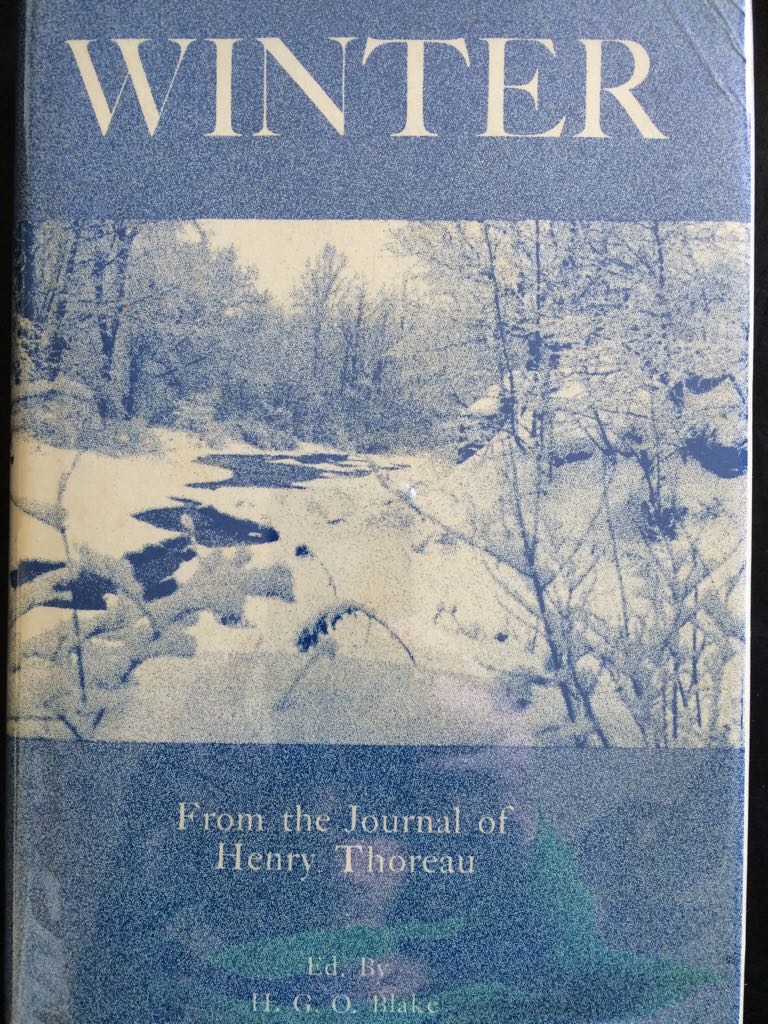 WINTER
From the Journal of
Henry Thoreau
Ed. By
H. G. O. Blake